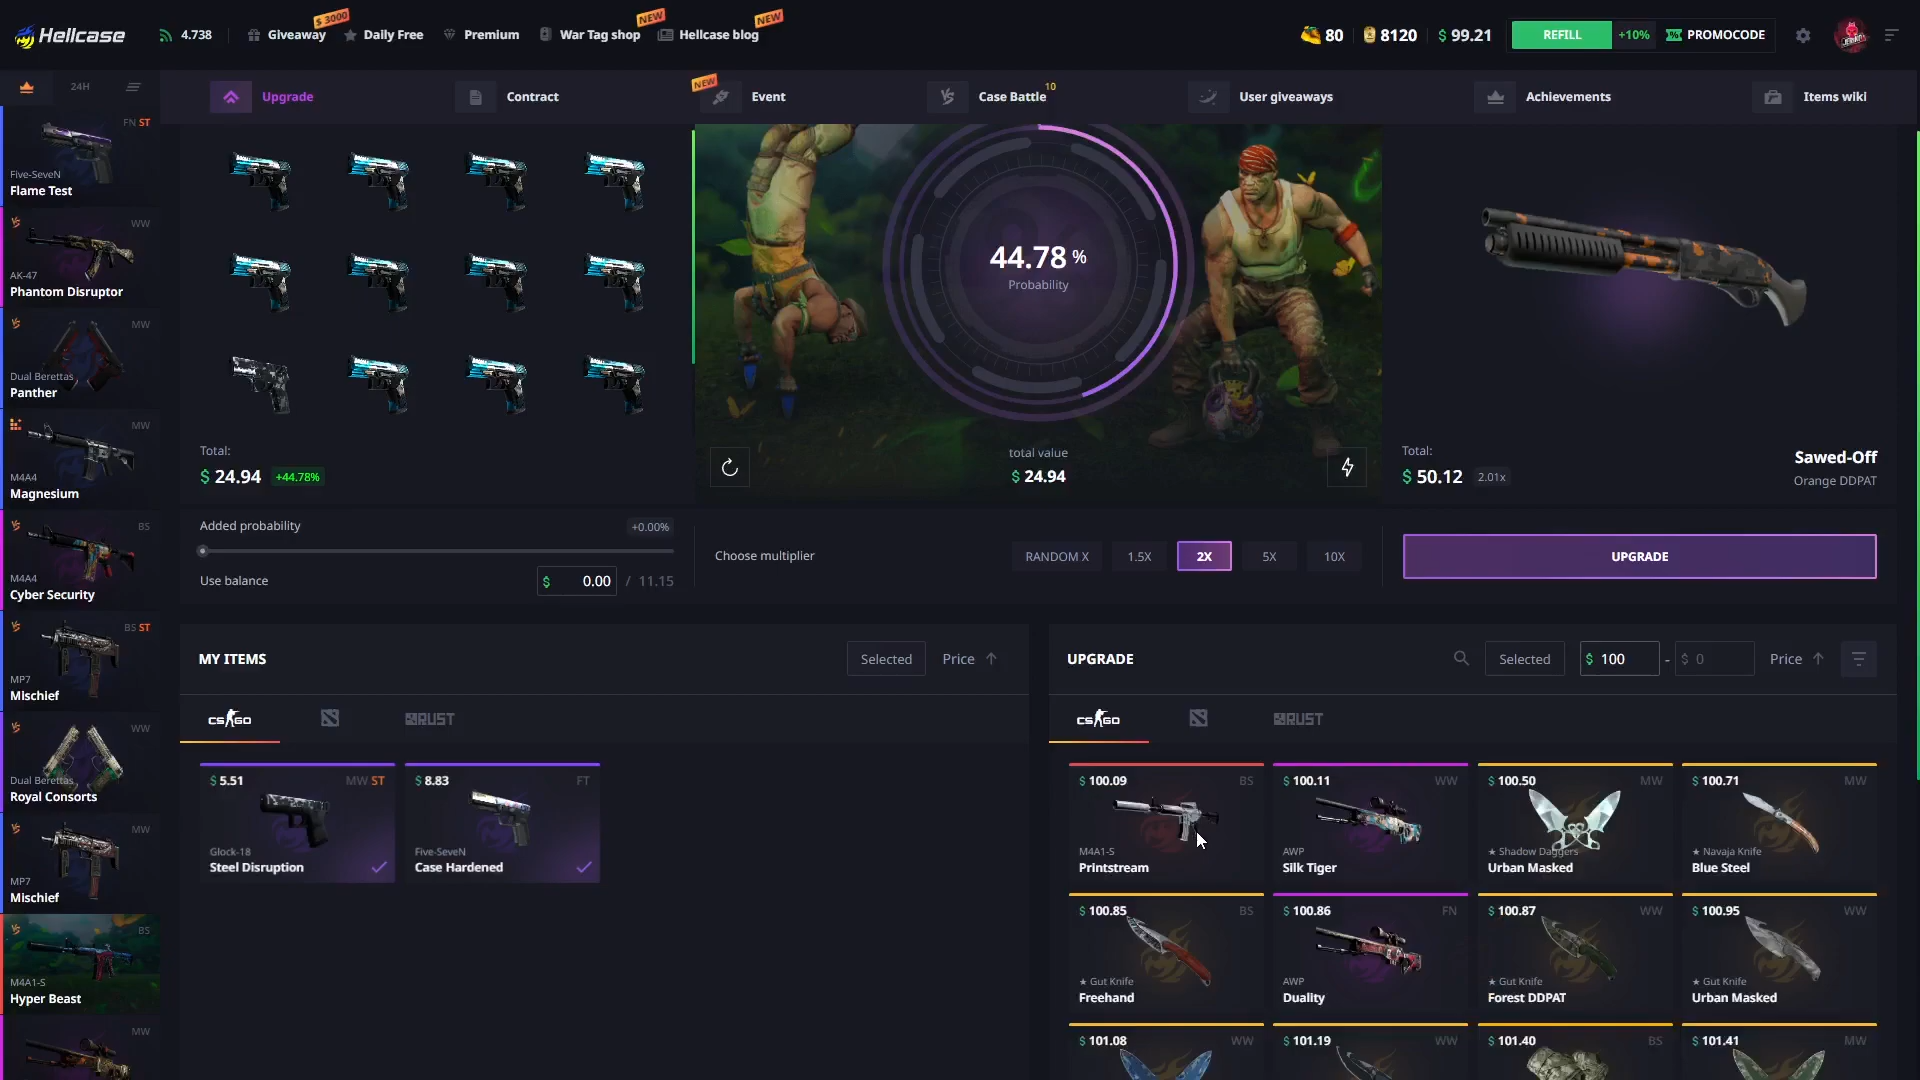 Hellcase
4.738
$ 3000
Giveaway
Daily Free
Premium
NEW
War Tag shop
NEW
Hellcase blog
80
8120
$ 99.21
REFILL
+10%
PROMOCODE
24H
Upgrade
Contract
NEW
Event
Case Battle
10
User giveaways
Achievements
Items wiki
FN ST
Five-SeveN
Flame Test
WW
AK-47
Phantom Disruptor
MW
Dual Berettas
Panther
MW
M4A4
Magnesium
BS
M4A4
Cyber Security
BS ST
MP7
Mischief
WW
Dual Berettas
Royal Consorts
MW
MP7
Mischief
BS
M4A1-S
Hyper Beast
MW
Total:
$ 24.94
+44.78%
44.78 %
Probability
total value
$ 24.94
Total:
$ 50.12
2.01x
Sawed-Off
Orange DDPAT
Added probability
+0.00%
Use balance
$ 0.00
/ 11.15
Choose multiplier
RANDOM X
1.5X
2X
5X
10X
UPGRADE
MY ITEMS
Selected
Price
CS GO
RUST
$ 5.51
MW ST
Glock-18
Steel Disruption
$ 8.83
FT
Five-SeveN
Case Hardened
UPGRADE
Selected
$ 100
-
$ 0
Price
CS GO
RUST
$ 100.09
BS
M4A1-S
Printstream
$ 100.11
WW
AWP
Silk Tiger
$ 100.50
MW
★ Shadow Daggers
Urban Masked
$ 100.71
MW
★ Navaja Knife
Blue Steel
$ 100.85
BS
★ Gut Knife
Freehand
$ 100.86
FN
AWP
Duality
$ 100.87
WW
★ Gut Knife
Forest DDPAT
$ 100.95
WW
★ Gut Knife
Urban Masked
$ 101.08
WW
$ 101.19
WW
$ 101.40
BS
$ 101.41
MW